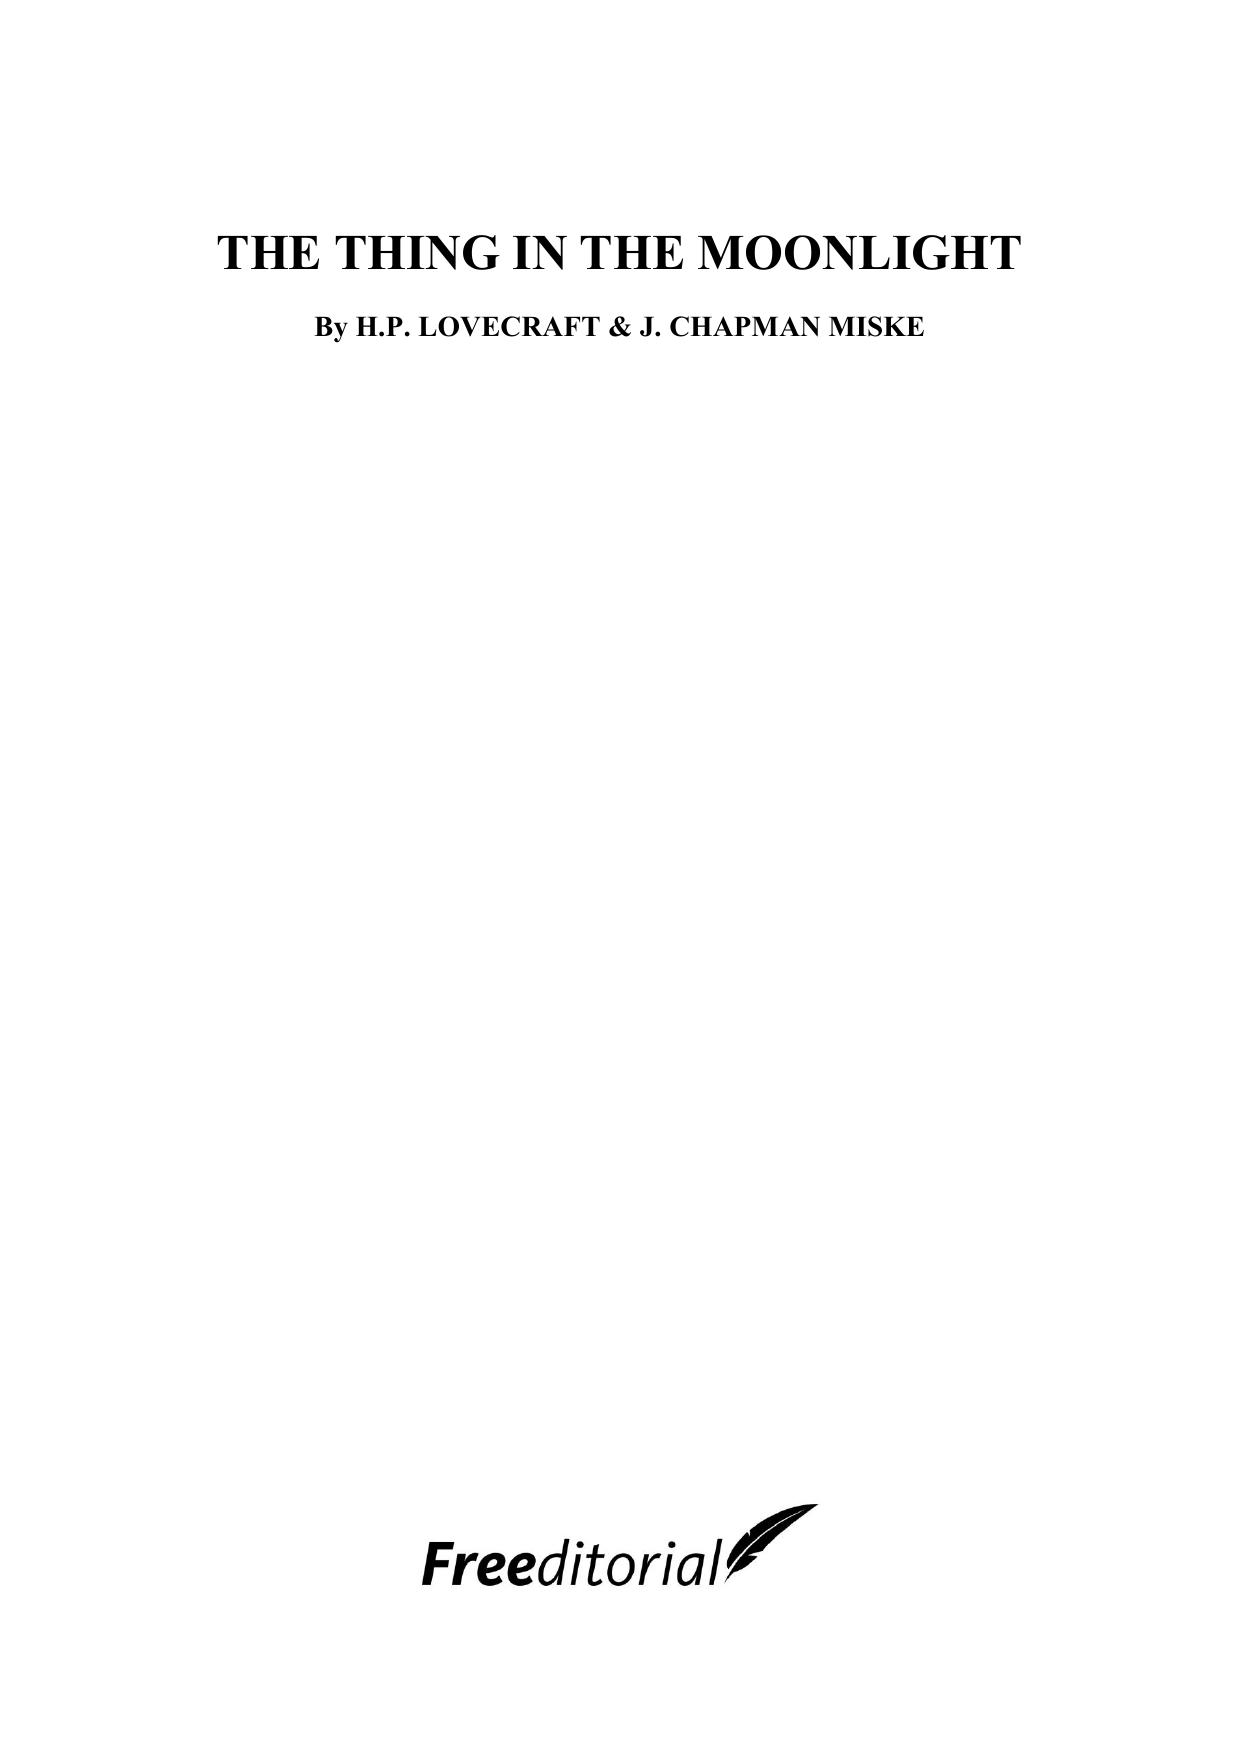 THE THING IN THE MOONLIGHT
By H.P. LOVECRAFT & J. CHAPMAN MISKE
Freeditorial